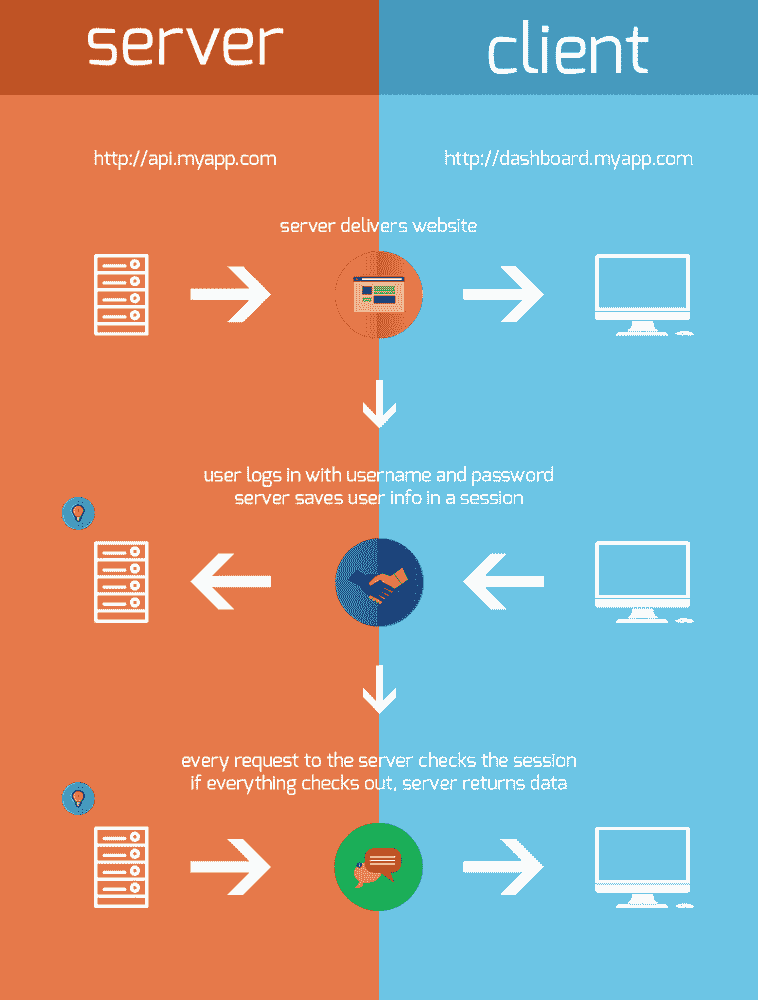 server
client
http://api.myapp.com
http://dashboard.myapp.com
server delivers website
user logs in with username and password
server saves user info in a session
every request to the server checks the session
if everything checks out, server returns data